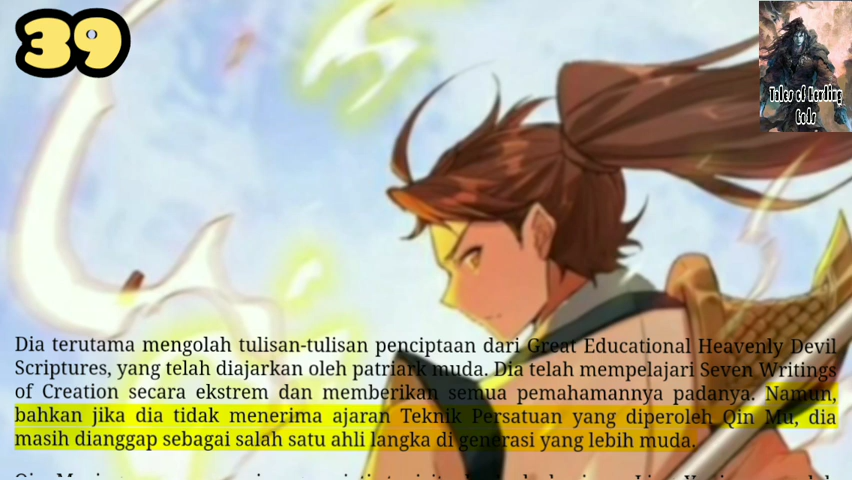 39
Tales of Herding
Gods
Dia terutama mengolah tulisan-tulisan penciptaan dari Great Educational Heavenly Devil
Scriptures, yang telah diajarkan oleh patriark muda. Dia telah mempelajari Seven Writings
of Creation secara ekstrem dan memberikan semua pemahamannya padanya. Namun,
bahkan jika dia tidak menerima ajaran Teknik Persatuan yang diperoleh Qin Mu, dia
masih dianggap sebagai salah satu ahli langka di generasi yang lebih muda.